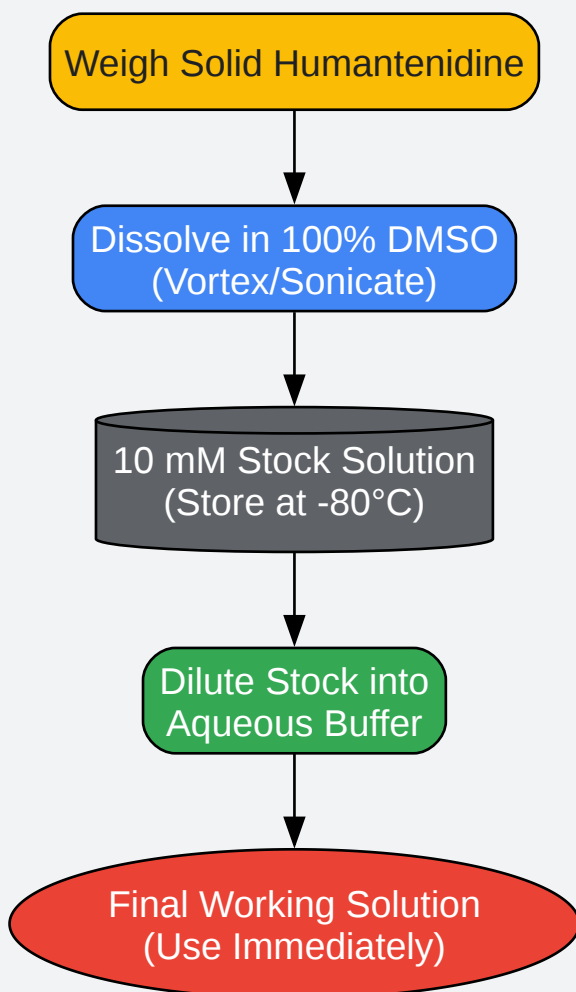 Weigh Solid Humantenidine
Dissolve in 100% DMSO
(Vortex/Sonicate)
10 mM Stock Solution
(Store at -80°C)
Dilute Stock into
Aqueous Buffer
Final Working Solution
(Use Immediately)